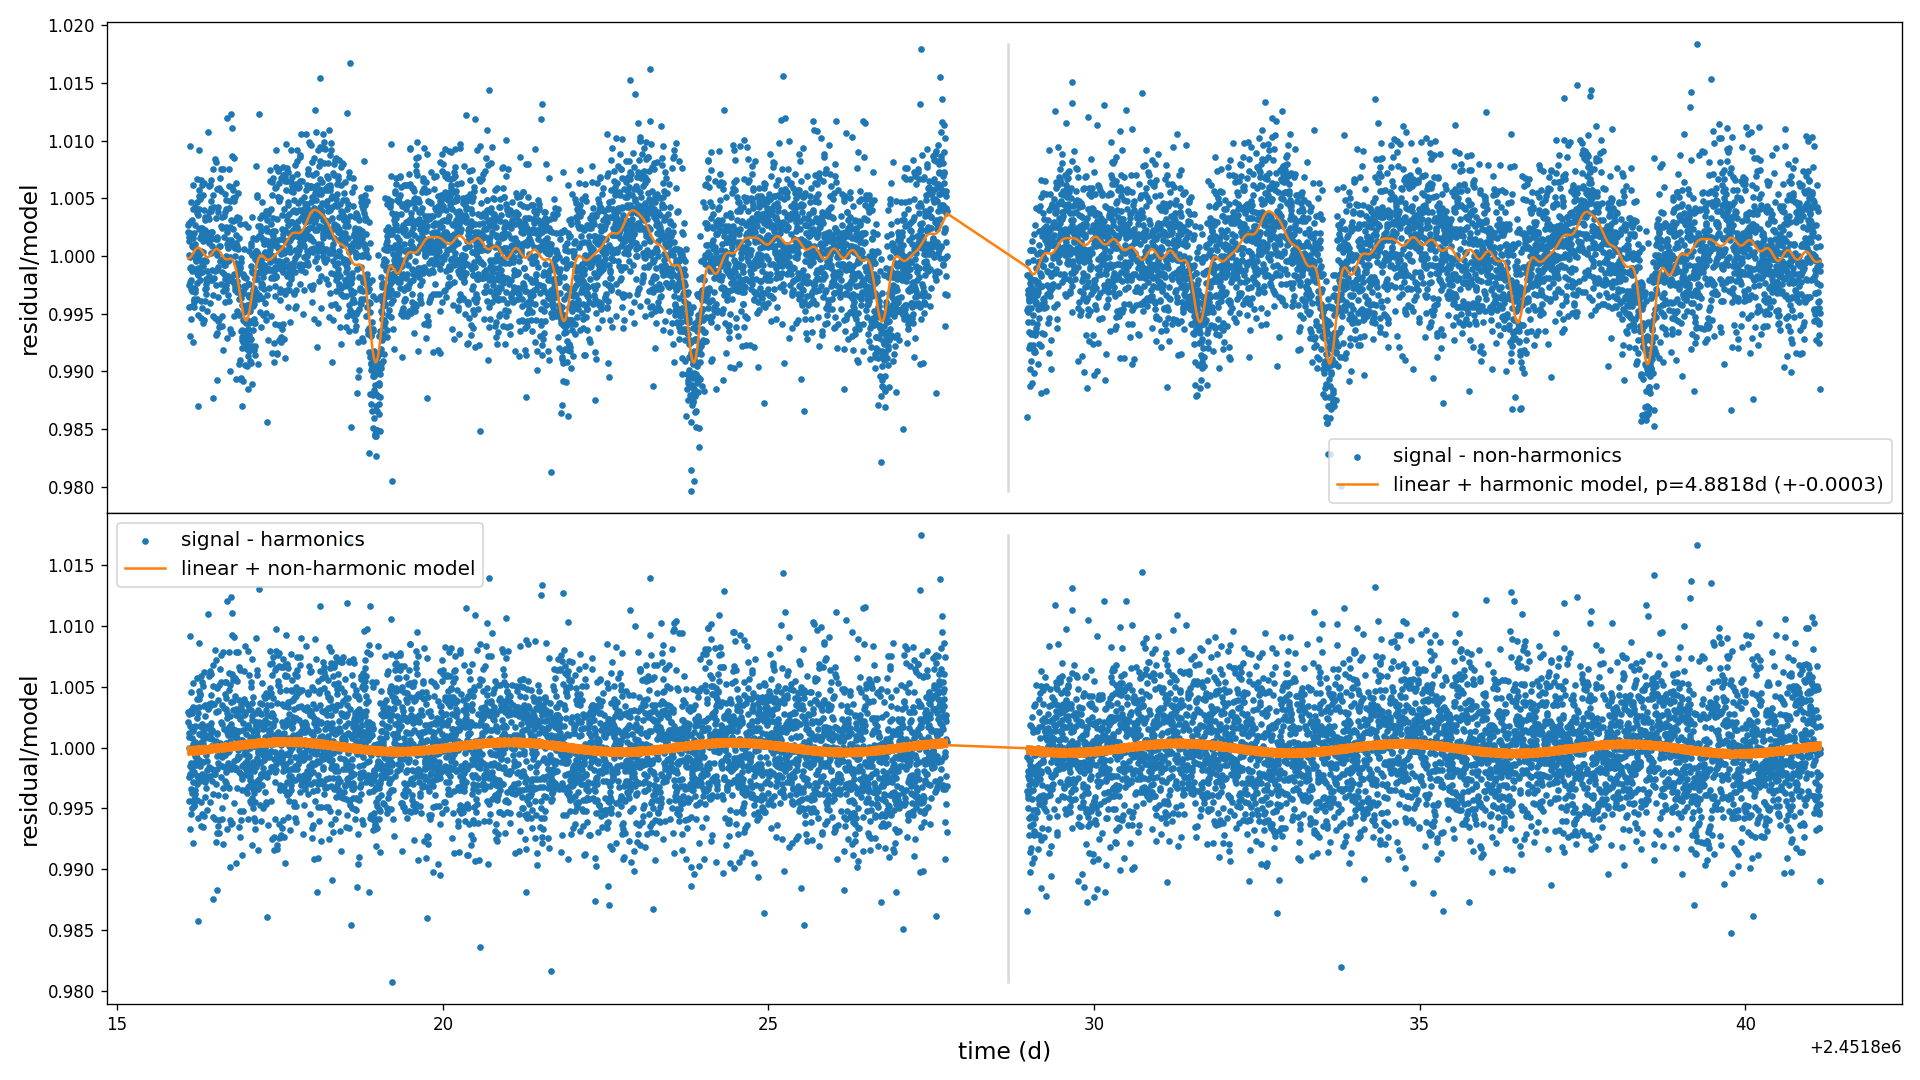 1.020
1.015
1.010
1.005
1.000
0.995
0.990
0.985
0.980
residual/model
signal - non-harmonics
linear + harmonic model, p=4.8818d (+-0.0003)
signal - harmonics
linear + non-harmonic model
1.015
1.010
1.005
1.000
0.995
0.990
0.985
0.980
residual/model
15 20 25 30 35 40
time (d)
+2.4518e6